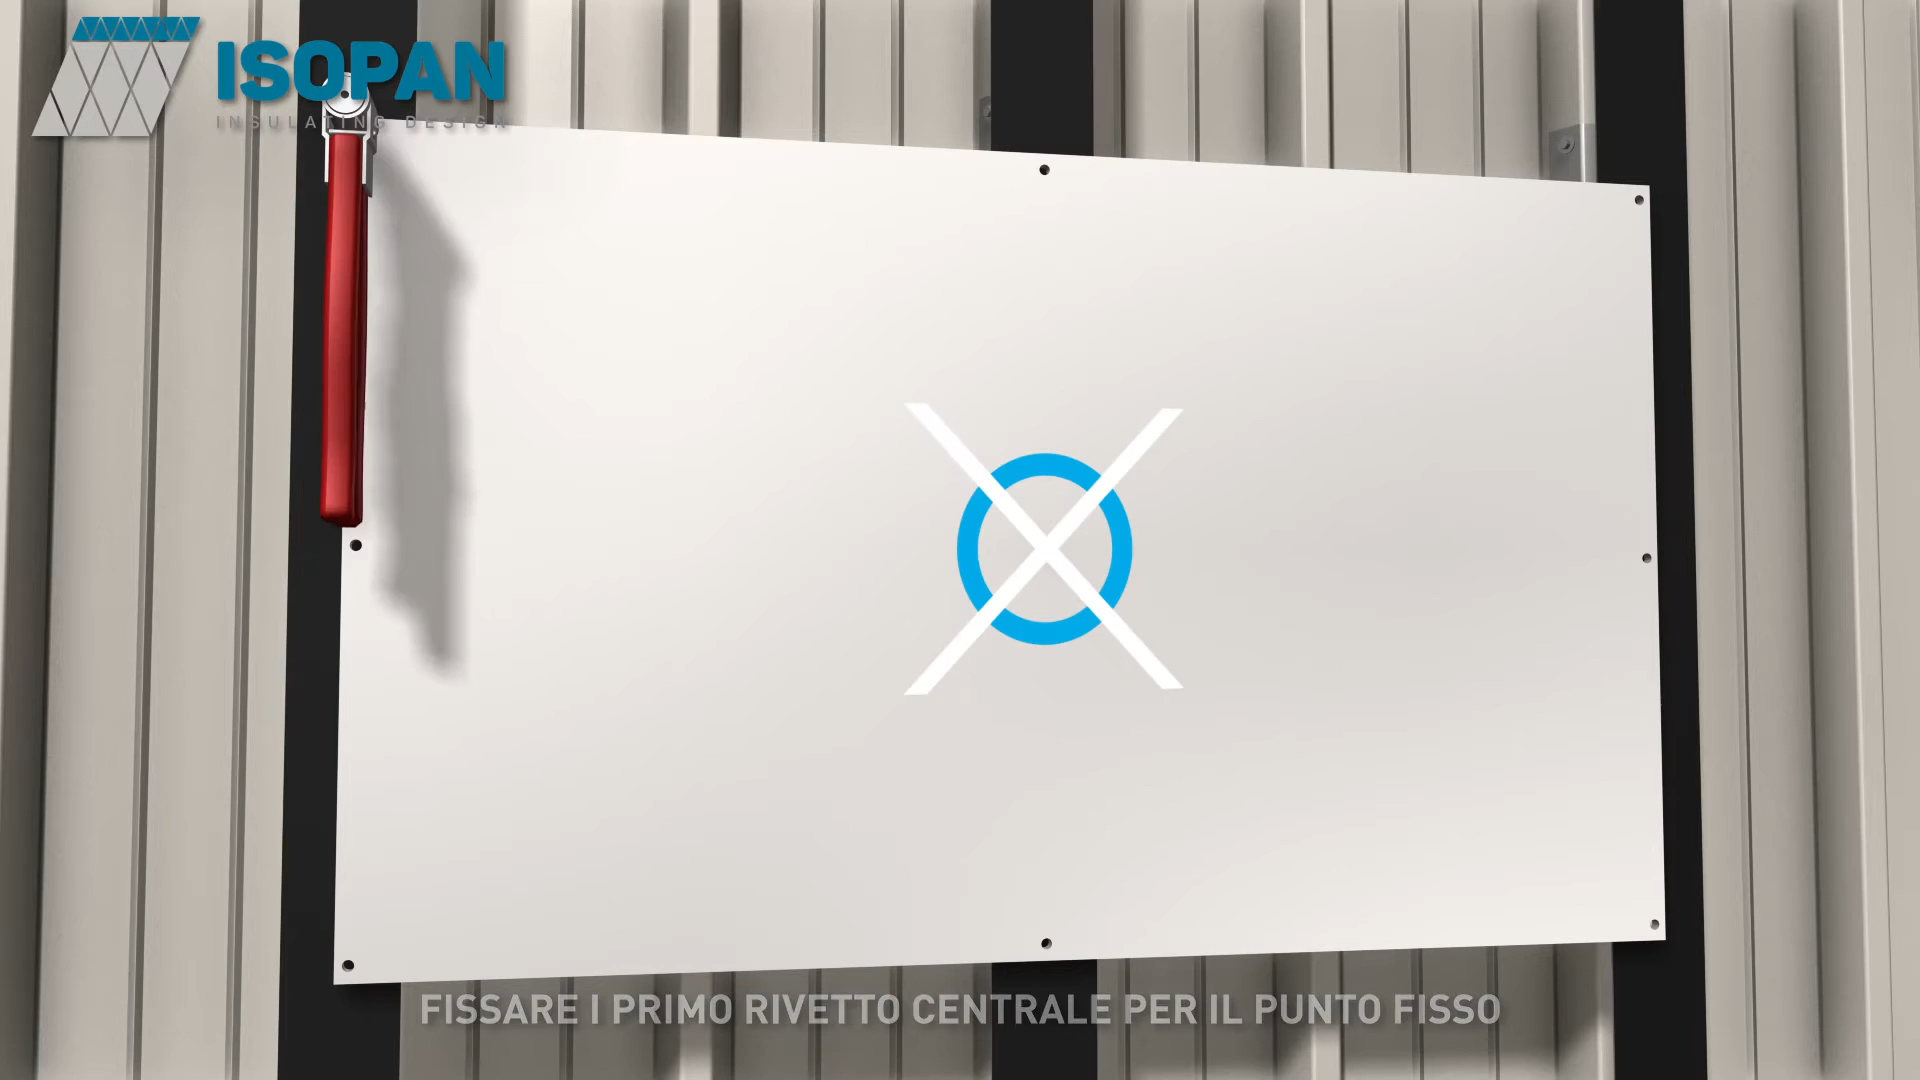 ISOPAN
INSULATING DESIGN
FISSARE I PRIMO RIVETTO CENTRALE PER IL PUNTO FISSO